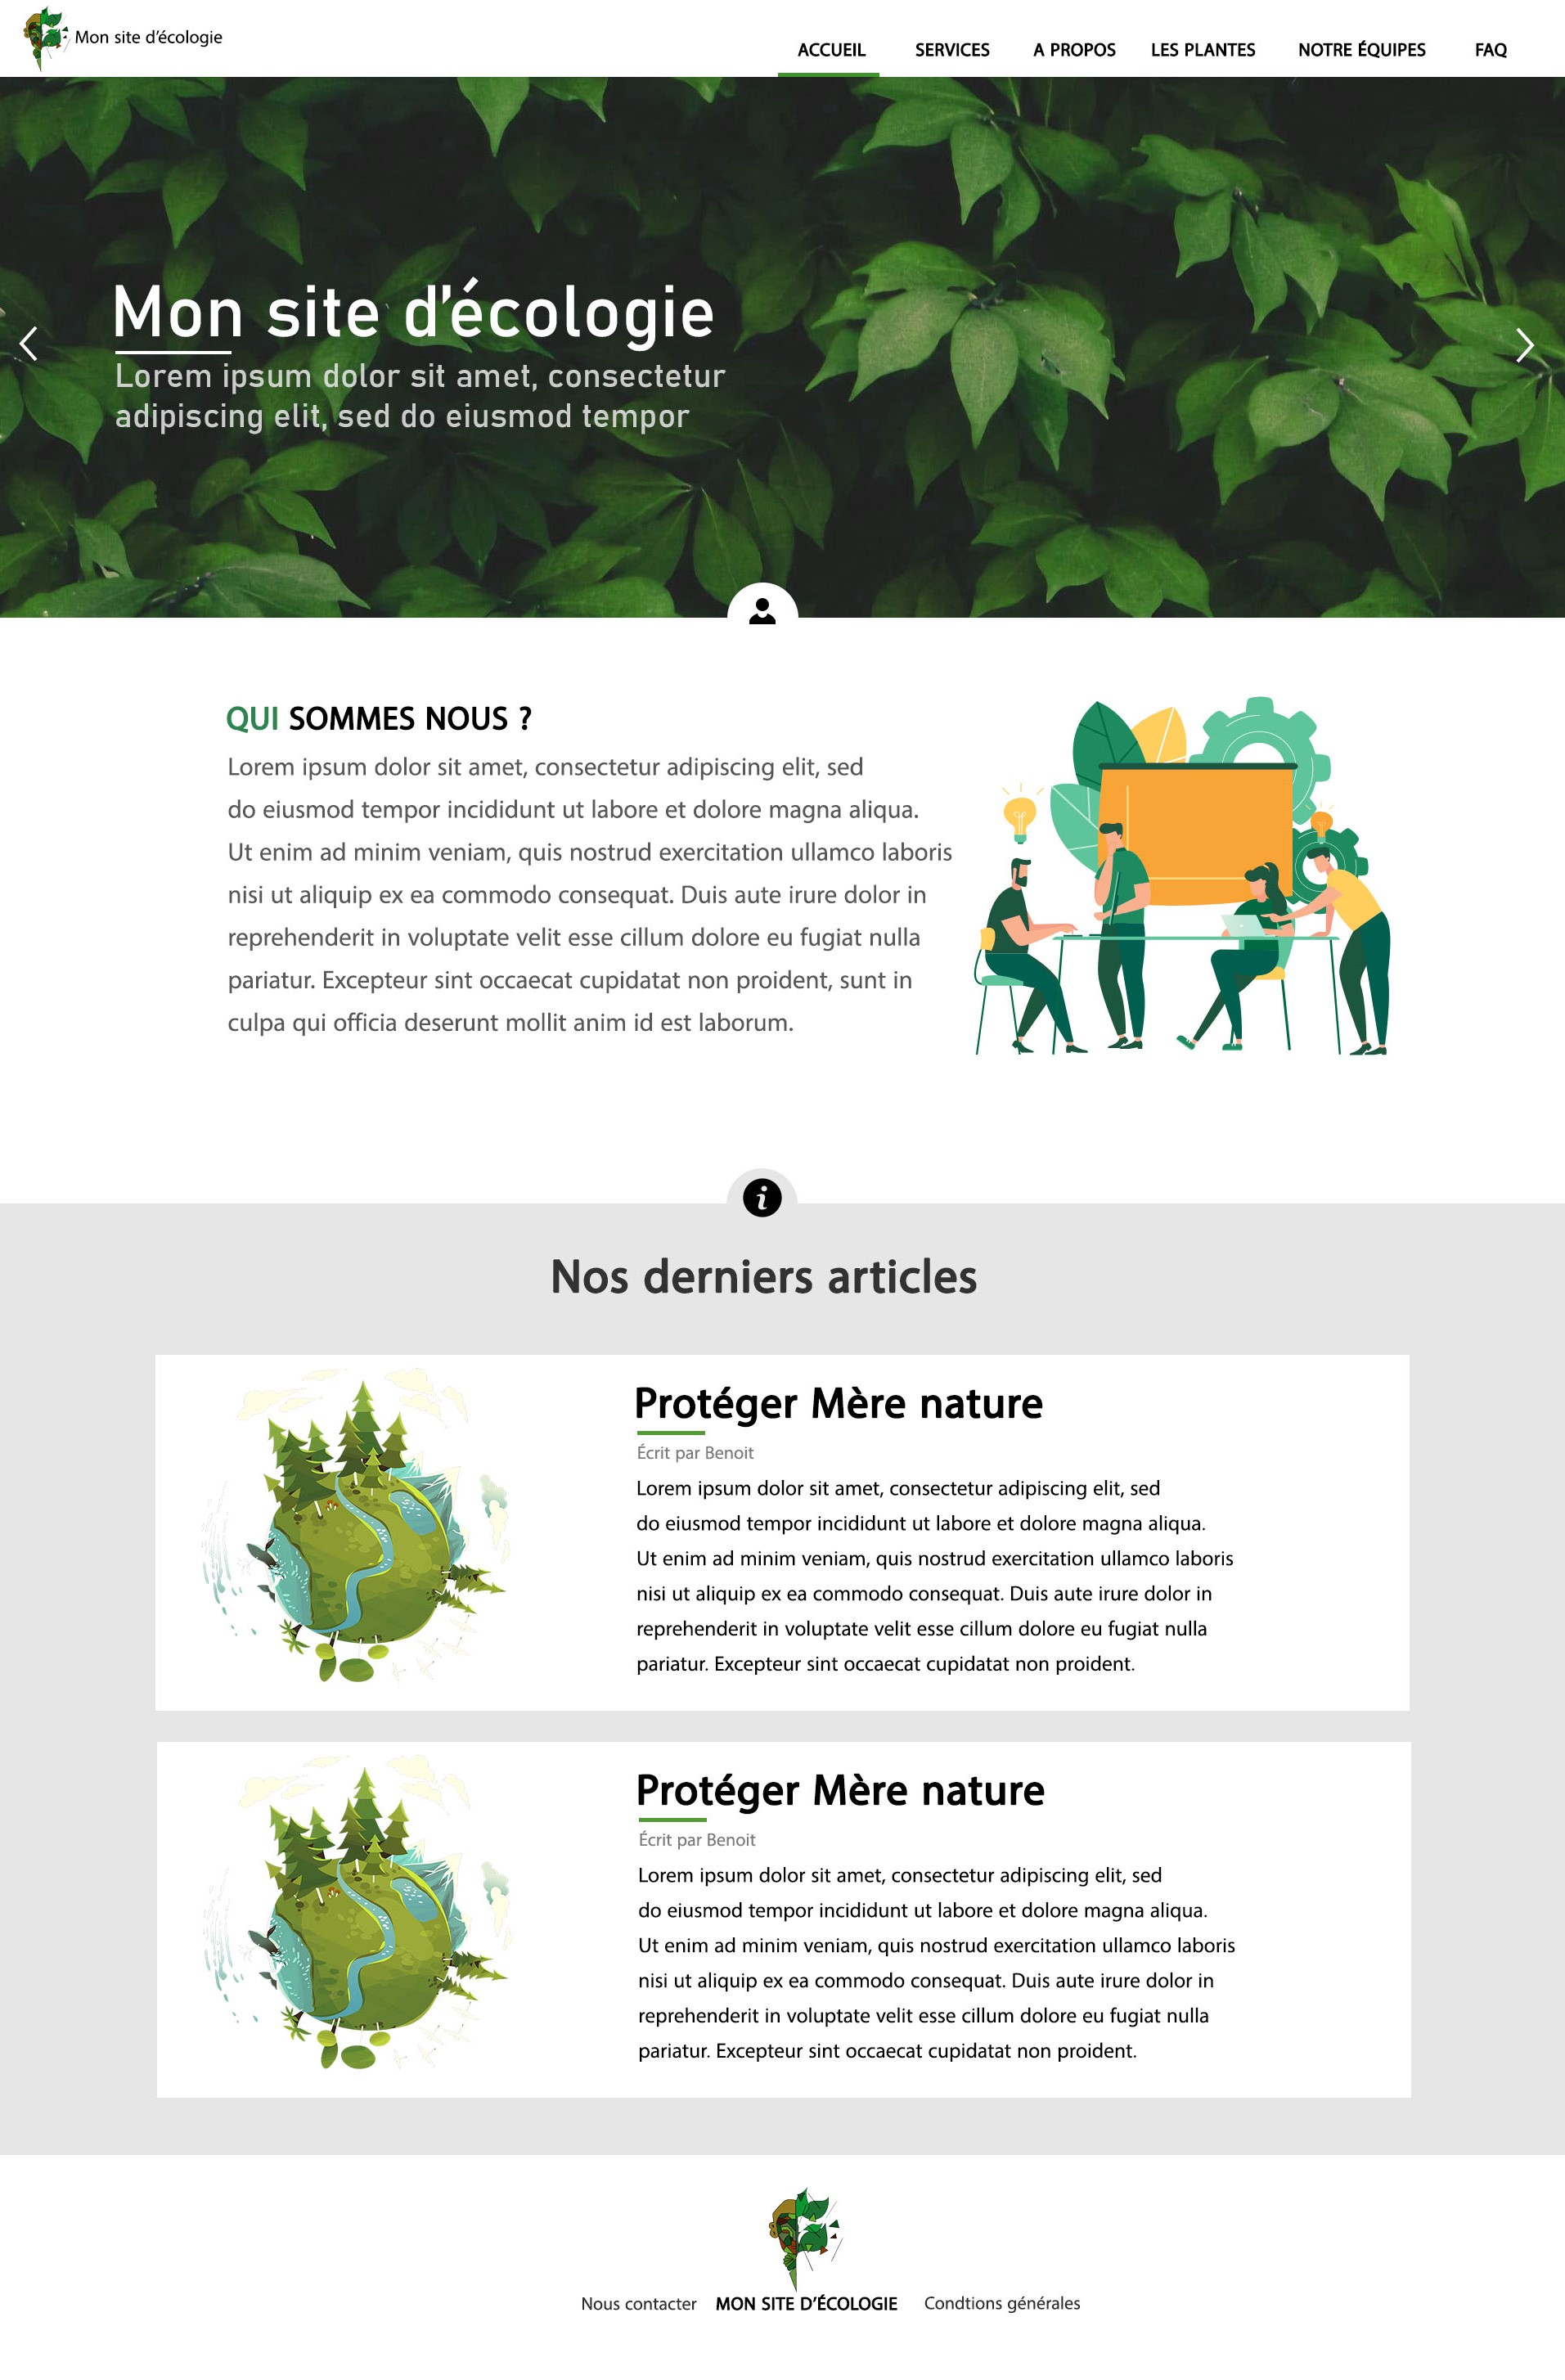 Mon site d'écologie
ACCUEIL SERVICES A PROPOS LES PLANTES NOTRE ÉQUIPES FAQ
Mon site d'écologie
Lorem ipsum dolor sit amet, consectetur
adipiscing elit, sed do eiusmod tempor
QUI SOMMES NOUS ?
Lorem ipsum dolor sit amet, consectetur adipiscing elit, sed
do eiusmod tempor incididunt ut labore et dolore magna aliqua.
Ut enim ad minim veniam, quis nostrud exercitation ullamco laboris
nisi ut aliquip ex ea commodo consequat. Duis aute irure dolor in
reprehenderit in voluptate velit esse cillum dolore eu fugiat nulla
pariatur. Excepteur sint occaecat cupidatat non proident, sunt in
culpa qui officia deserunt mollit anim id est laborum.
i
Nos derniers articles
Protéger Mère nature
Écrit par Benoit
Lorem ipsum dolor sit amet, consectetur adipiscing elit, sed
do eiusmod tempor incididunt ut labore et dolore magna aliqua.
Ut enim ad minim veniam, quis nostrud exercitation ullamco laboris
nisi ut aliquip ex ea commodo consequat. Duis aute irure dolor in
reprehenderit in voluptate velit esse cillum dolore eu fugiat nulla
pariatur. Excepteur sint occaecat cupidatat non proident.
Protéger Mère nature
Écrit par Benoit
Lorem ipsum dolor sit amet, consectetur adipiscing elit, sed
do eiusmod tempor incididunt ut labore et dolore magna aliqua.
Ut enim ad minim veniam, quis nostrud exercitation ullamco laboris
nisi ut aliquip ex ea commodo consequat. Duis aute irure dolor in
reprehenderit in voluptate velit esse cillum dolore eu fugiat nulla
pariatur. Excepteur sint occaecat cupidatat non proident.
Nous contacter MON SITE D'ÉCOLOGIE Condtions générales